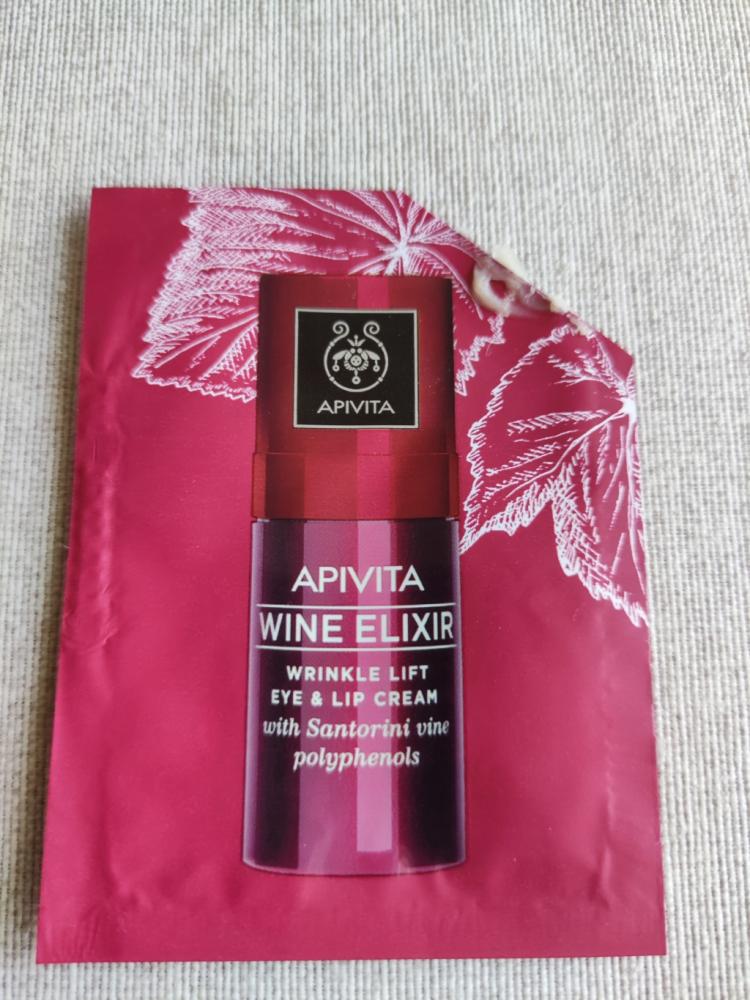 APIVITA
APIVITA
WINE ELIXIR
WRINKLE LIFT
EYE & LIP CREAM
with Santorini vine
polyphenols